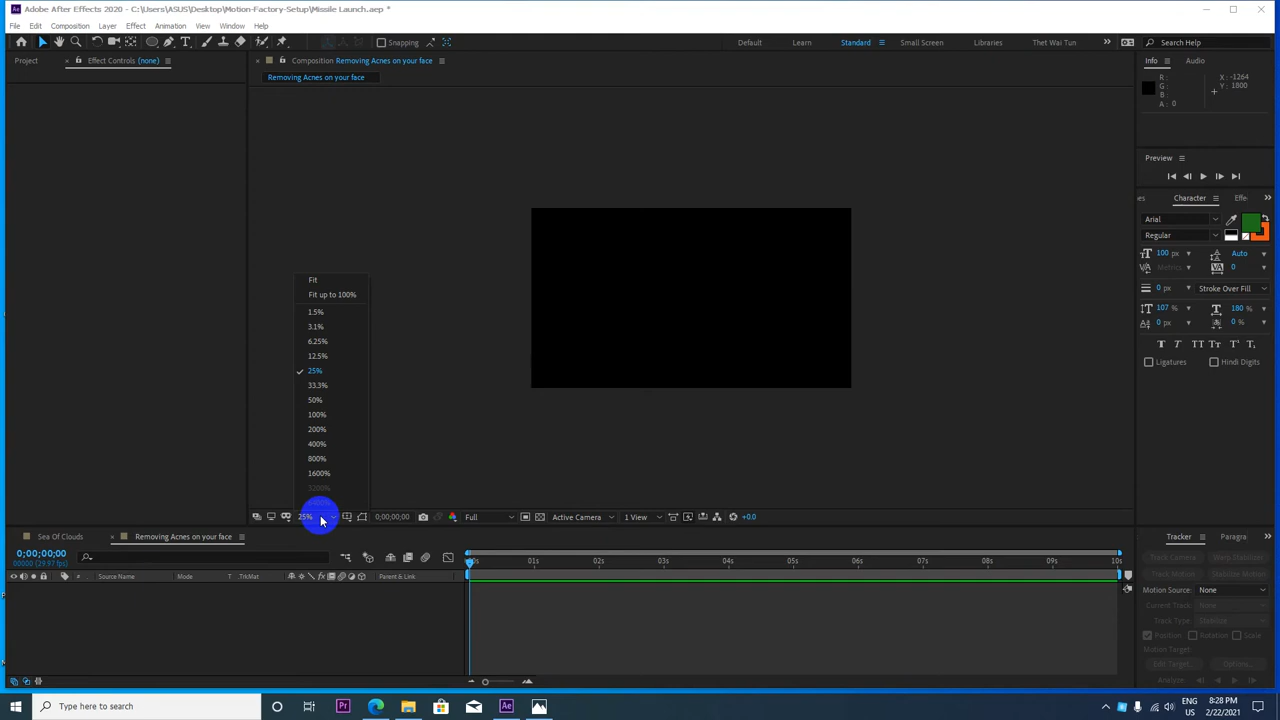 Adobe After Effects 2020 - C:\Users\ASUS\Desktop\Motion-Factory-Setup\Missile Launch.aep *
File Edit Composition Layer Effect Animation View Window Help
Snapping
Default Learn Standard Small Screen Libraries Thet Wai Tun Search Help
Project Effect Controls (none)
Composition Removing Acnes on your face
Info Audio
Removing Acnes on your face
R : X : -1264
G : Y : 1800
B :
A : 0
Preview
Character Effe
Arial
Regular
100 px Auto
Metrics 0
0 px Stroke Over Fill
107 % 180 %
0 px 0 %
Ligatures Hindi Digits
Fit
Fit up to 100%
1.5%
3.1%
6.25%
12.5%
25%
33.3%
50%
100%
200%
400%
800%
1600%
3200%
25% 0;00;00;00 Full Active Camera 1 View +0.0
Sea Of Clouds Removing Acnes on your face
Tracker Paragra
0;00;00;00
00000 (29.97 fps)
01s 02s 03s 04s 05s 06s 07s 08s 09s 10s
# Source Name Mode T TrkMat Parent & Link
Track Camera Warp Stabilizer
Track Motion Stabilize Motion
Motion Source: None
Current Track: None
Track Type: Stabilize
Position Rotation Scale
Motion Target:
Edit Target... Options...
Analyze:
Type here to search
ENG 8:28 PM
US 2/22/2021